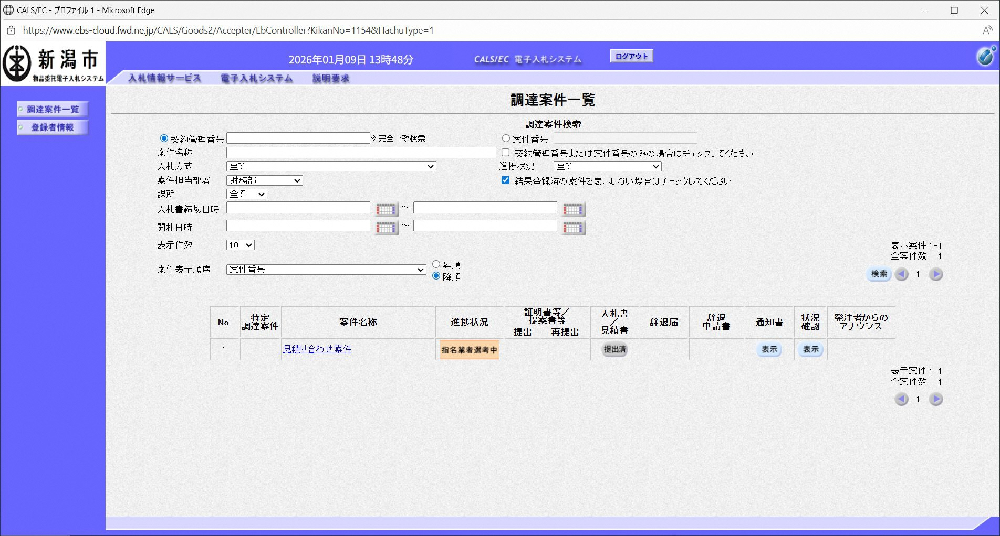 CALS/EC - プロファイル 1 - Microsoft Edge
https://www.ebs-cloud.fwd.ne.jp/CALS/Goods2/Accepter/EbController?KikanNo=1154&HachuType=1
新潟市
物品委託電子入札システム
2026年01月09日 13時48分
CALS/EC 電子入札システム
ログアウト
入札情報サービス 電子入札システム 説明要求
調達案件一覧
登録者情報
調達案件一覧
調達案件検索
契約管理番号 ※完全一致検索 案件番号
案件名称 契約管理番号または案件番号のみの場合はチェックしてください
入札方式 全て 進捗状況 全て
案件担当部署 財務部 結果登録済の案件を表示しない場合はチェックしてください
課所 全て
入札書締切日時 ～
開札日時 ～
表示件数 10
表示案件 1-1
全案件数 1
案件表示順序 案件番号 昇順
降順
検索 1
No. 特定調達案件 案件名称 進捗状況 証明書等／提案書等 提出 再提出 入札書／見積書 辞退届 辞退申請書 通知書 状況確認 発注者からのアナウンス
1 見積り合わせ案件 指名業者選考中 提出済 表示 表示
表示案件 1-1
全案件数 1
1